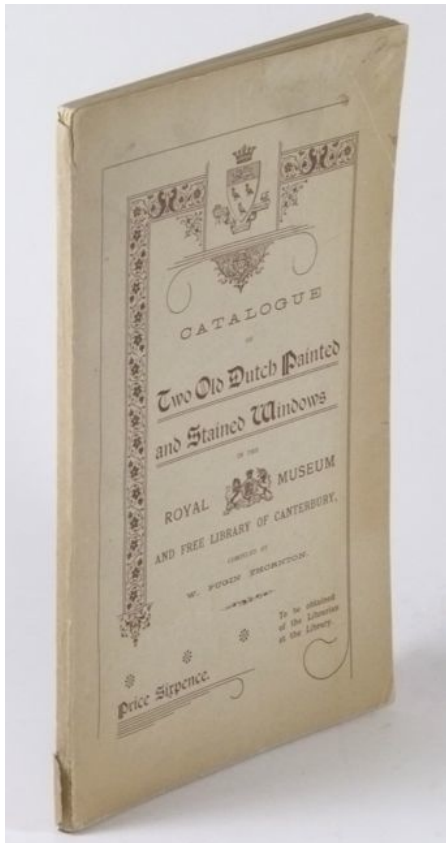 CATALOGUE
OF
Two Old Dutch Painted
and Stained Windows
IN THE
ROYAL MUSEUM
AND FREE LIBRARY OF CANTERBURY,
COMPILED BY
W. PUGIN THORNTON.
To be obtained
of the Libraries
at the Library.
Price Sixpence.